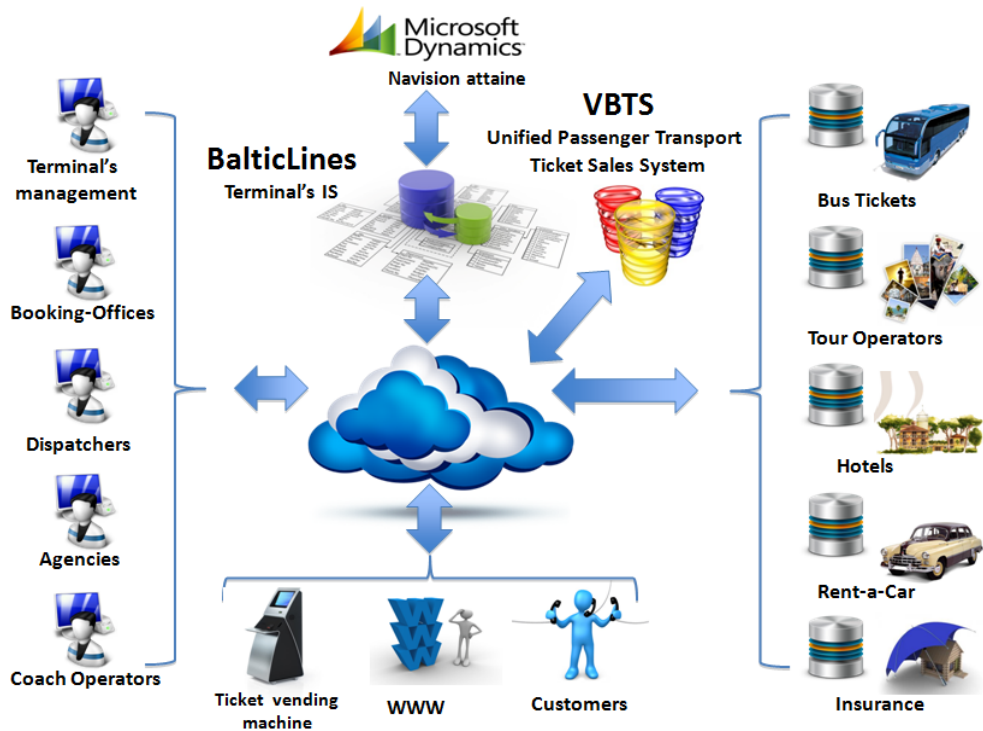 Microsoft
Dynamics
Navision attaine
VBTS
Unified Passenger Transport
Ticket Sales System
BalticLines
Terminal's IS
Terminal's
management
Booking-Offices
Dispatchers
Agencies
Coach Operators
Bus Tickets
Tour Operators
Hotels
Rent-a-Car
Insurance
Ticket vending
machine
WWW
www
Customers